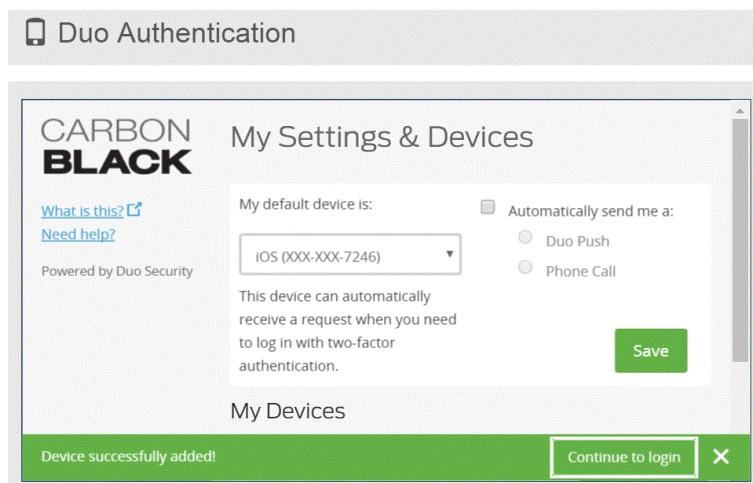 Duo Authentication
CARBON
BLACK
What is this?
Need help?
Powered by Duo Security
My Settings & Devices
My default device is:
iOS (XXX-XXX-7246)
This device can automatically
receive a request when you need
to log in with two-factor
authentication.
Automatically send me a:
Duo Push
Phone Call
Save
My Devices
Device successfully added!
Continue to login